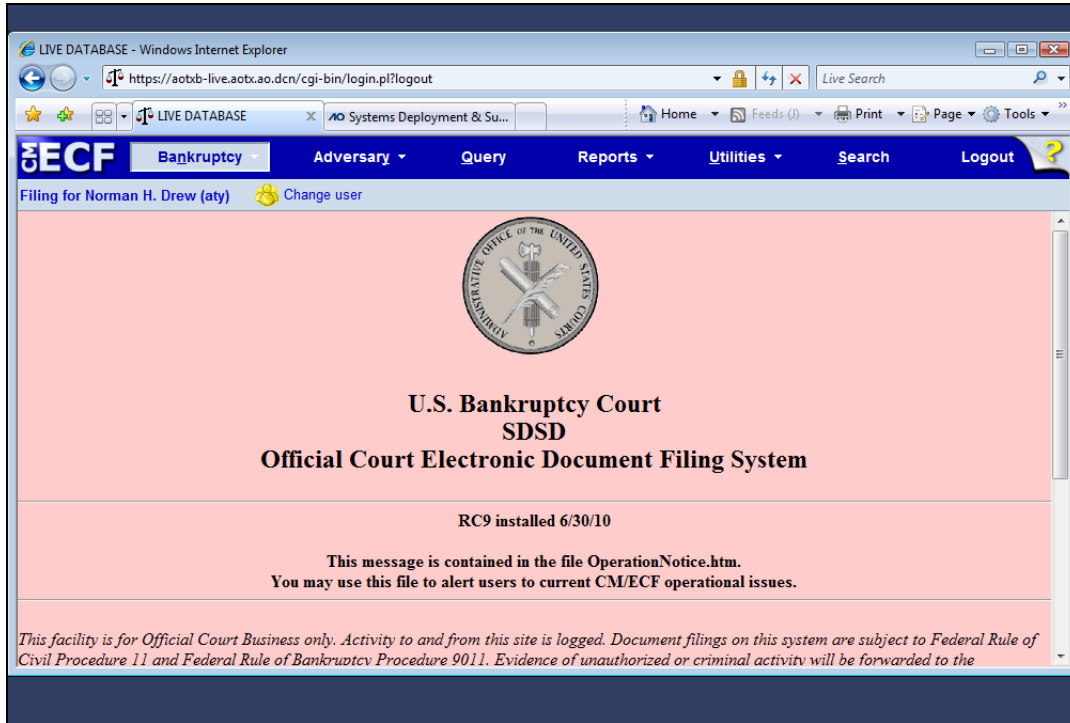 LIVE DATABASE - Windows Internet Explorer
https://aotxb-live.aotx.ao.dcn/cgi-bin/login.pl?logout
Live Search
LIVE DATABASE
AO Systems Deployment & Su...
Home
Feeds (J)
Print
Page
Tools
CM ECF
Bankruptcy
Adversary
Query
Reports
Utilities
Search
Logout
?
Filing for Norman H. Drew (aty)
Change user
ADMINISTRATIVE OFFICE OF THE UNITED STATES COURTS
U.S. Bankruptcy Court
SDSD
Official Court Electronic Document Filing System
RC9 installed 6/30/10
This message is contained in the file OperationNotice.htm.
You may use this file to alert users to current CM/ECF operational issues.
This facility is for Official Court Business only. Activity to and from this site is logged. Document filings on this system are subject to Federal Rule of
Civil Procedure 11 and Federal Rule of Bankruptcy Procedure 9011. Evidence of unauthorized or criminal activity will be forwarded to the